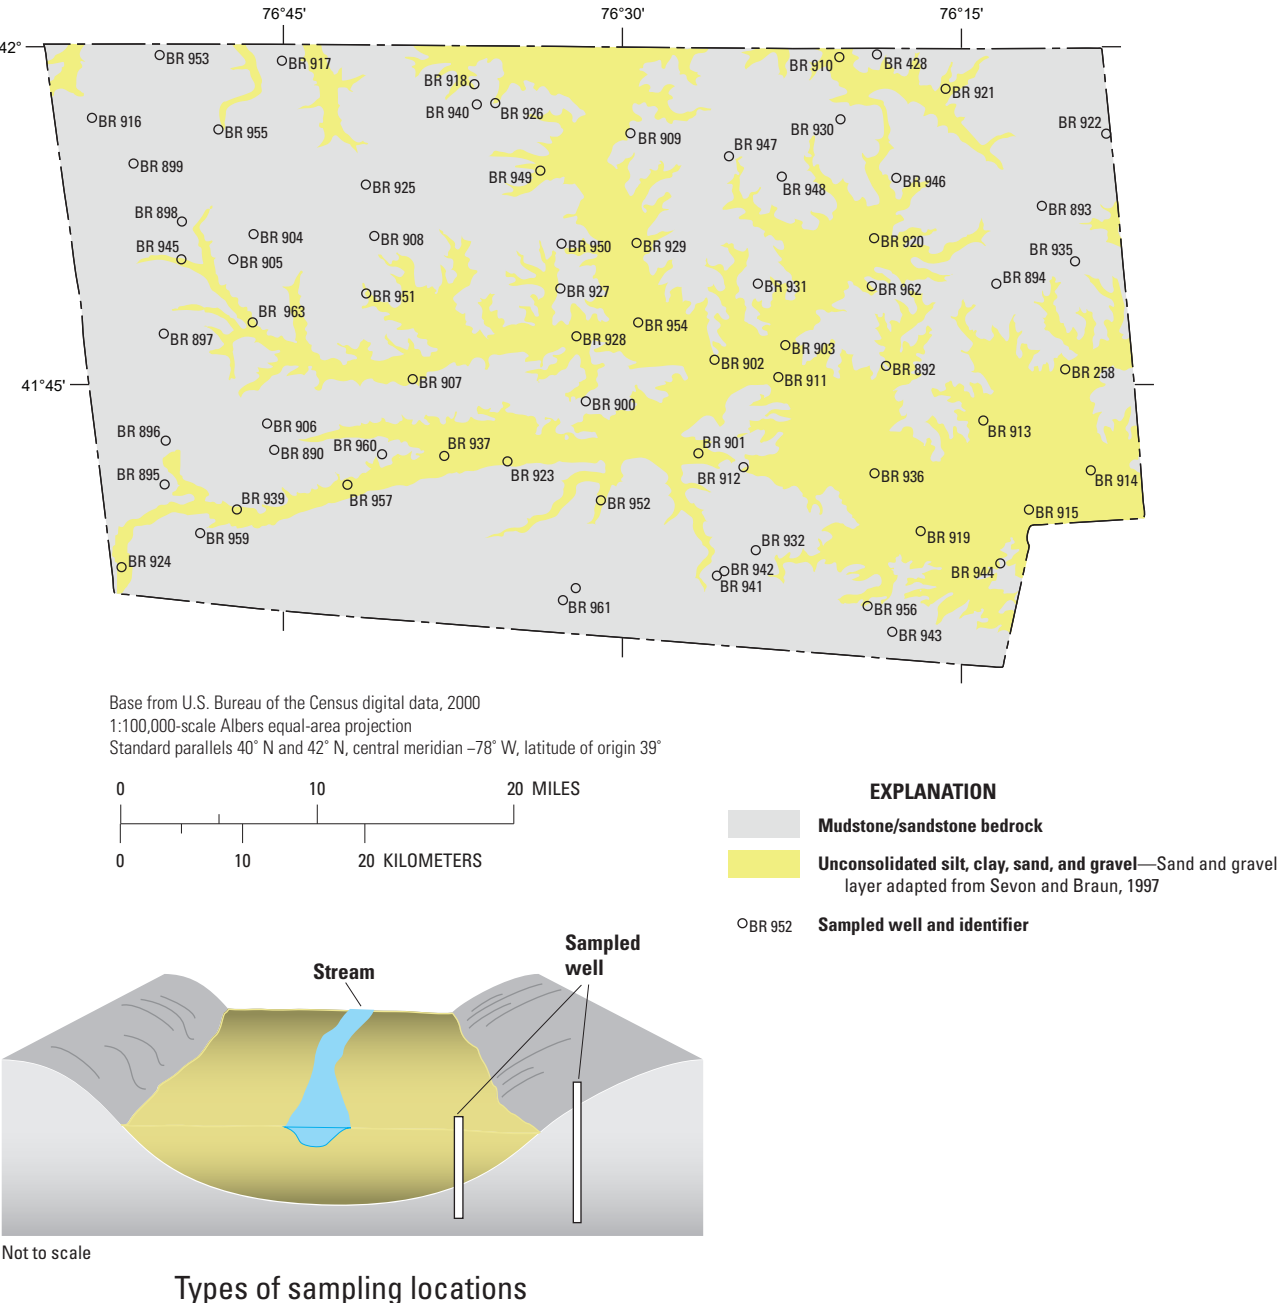 76°45'
76°30'
76°15'
42°
BR 953
BR 917
BR 918
BR 910
BR 428
BR 921
BR 940
BR 926
BR 916
BR 955
BR 930
BR 922
BR 909
BR 947
BR 899
BR 949
BR 925
BR 948
BR 946
BR 898
BR 893
BR 904
BR 908
BR 945
BR 950
BR 929
BR 920
BR 935
BR 905
BR 894
BR 951
BR 927
BR 931
BR 962
BR 963
BR 954
BR 897
BR 928
BR 903
BR 902
BR 892
BR 258
41°45'
BR 907
BR 911
BR 900
BR 906
BR 913
BR 896
BR 960
BR 937
BR 901
BR 890
BR 923
BR 912
BR 936
BR 914
BR 895
BR 939
BR 957
BR 952
BR 915
BR 959
BR 932
BR 919
BR 924
BR 942
BR 944
BR 941
BR 961
BR 956
BR 943
Base from U.S. Bureau of the Census digital data, 2000
1:100,000-scale Albers equal-area projection
Standard parallels 40° N and 42° N, central meridian –78° W, latitude of origin 39°
0 10 20 MILES
0 10 20 KILOMETERS
EXPLANATION
Mudstone/sandstone bedrock
Unconsolidated silt, clay, sand, and gravel—Sand and gravel
layer adapted from Sevon and Braun, 1997
BR 952 Sampled well and identifier
Sampled
well
Stream
Not to scale
Types of sampling locations